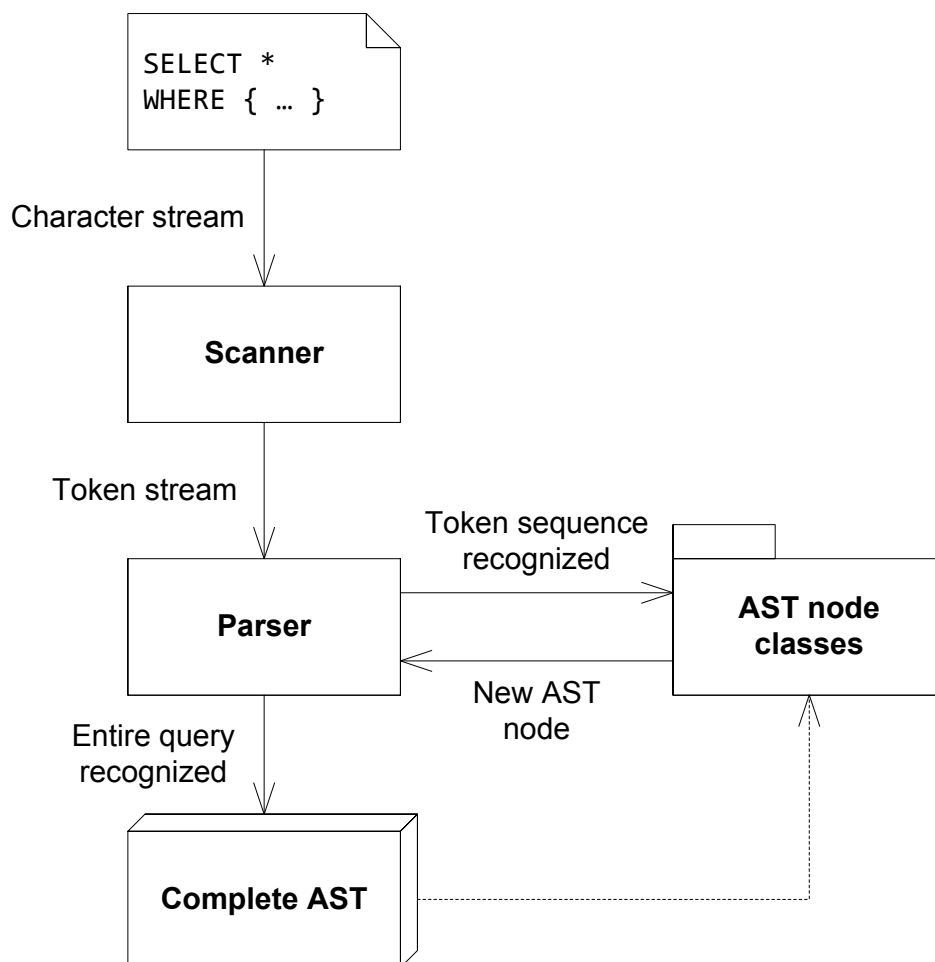 SELECT *
WHERE { … }
Character stream
Scanner
Token stream
Token sequence
recognized
Parser
AST node
classes
New AST
node
Entire query
recognized
Complete AST